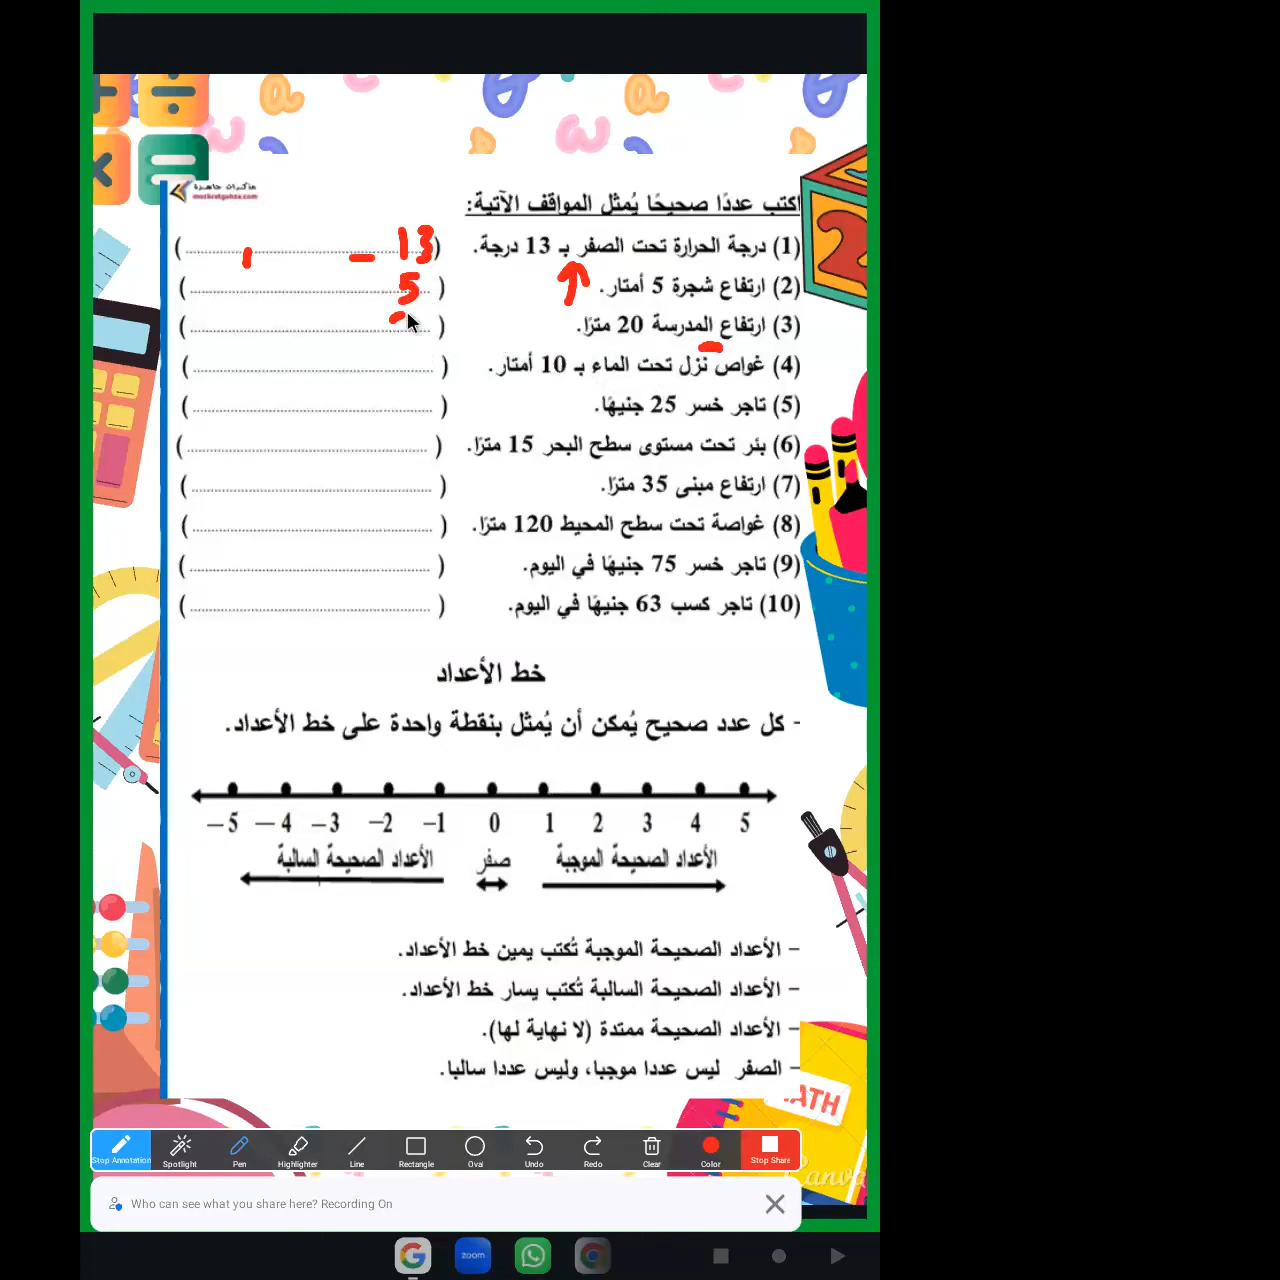 مذكرات جاهزة
mozkratgahza.com
اكتب عددًا صحيحًا يُمثل المواقف الآتية:
(1) درجة الحرارة تحت الصفر بـ 13 درجة. (.................... − 13)
(2) ارتفاع شجرة 5 أمتار. (.................... 5)
(3) ارتفاع المدرسة 20 مترًا. (....................)
(4) غواص نزل تحت الماء بـ 10 أمتار. (....................)
(5) تاجر خسر 25 جنيهًا. (....................)
(6) بئر تحت مستوى سطح البحر 15 مترًا. (....................)
(7) ارتفاع مبنى 35 مترًا. (....................)
(8) غواصة تحت سطح المحيط 120 مترًا. (....................)
(9) تاجر خسر 75 جنيهًا في اليوم. (....................)
(10) تاجر كسب 63 جنيهًا في اليوم. (....................)
خط الأعداد
- كل عدد صحيح يُمكن أن يُمثل بنقطة واحدة على خط الأعداد.
−5 −4 −3 −2 −1 0 1 2 3 4 5
الأعداد الصحيحة السالبة صفر الأعداد الصحيحة الموجبة
- الأعداد الصحيحة الموجبة تُكتب يمين خط الأعداد.
- الأعداد الصحيحة السالبة تُكتب يسار خط الأعداد.
- الأعداد الصحيحة ممتدة (لا نهاية لها).
- الصفر ليس عددا موجبا، وليس عددا سالبا.
MATH
Canva
Stop Annotation Spotlight Pen Highlighter Line Rectangle Oval Undo Redo Clear Color Stop Share
Who can see what you share here? Recording On
zoom